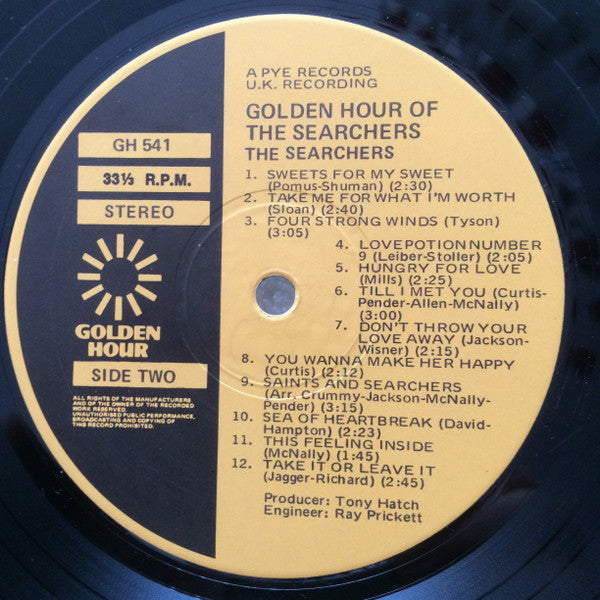 A PYE RECORDS
U.K. RECORDING
GOLDEN HOUR OF
THE SEARCHERS
THE SEARCHERS
1. SWEETS FOR MY SWEET
(Pomus-Shuman) (2:30)
2. TAKE ME FOR WHAT I'M WORTH
(Sloan) (2:40)
3. FOUR STRONG WINDS (Tyson)
(3:05)
4. LOVE POTION NUMBER
9 (Leiber-Stoller) (2:05)
5. HUNGRY FOR LOVE
(Mills) (2:25)
6. TILL I MET YOU (Curtis-
Pender-Allen-McNally)
(3:00)
7. DON'T THROW YOUR
LOVE AWAY (Jackson-
Wisner) (2:15)
8. YOU WANNA MAKE HER HAPPY
(Curtis) (2:12)
9. SAINTS AND SEARCHERS
(Arr. Crummy-Jackson-McNally-
Pender) (3:15)
10. SEA OF HEARTBREAK (David-
Hampton) (2:23)
11. THIS FEELING INSIDE
(McNally) (1:45)
12. TAKE IT OR LEAVE IT
(Jagger-Richard) (2:45)
Producer: Tony Hatch
Engineer: Ray Prickett
GH 541
33⅓ R.P.M.
STEREO
GOLDEN
HOUR
SIDE TWO
ALL RIGHTS OF THE MANUFACTURERS
AND OF THE OWNER OF THE RECORDED
WORK RESERVED.
UNAUTHORISED PUBLIC PERFORMANCE,
BROADCASTING AND COPYING OF
THIS RECORD PROHIBITED.